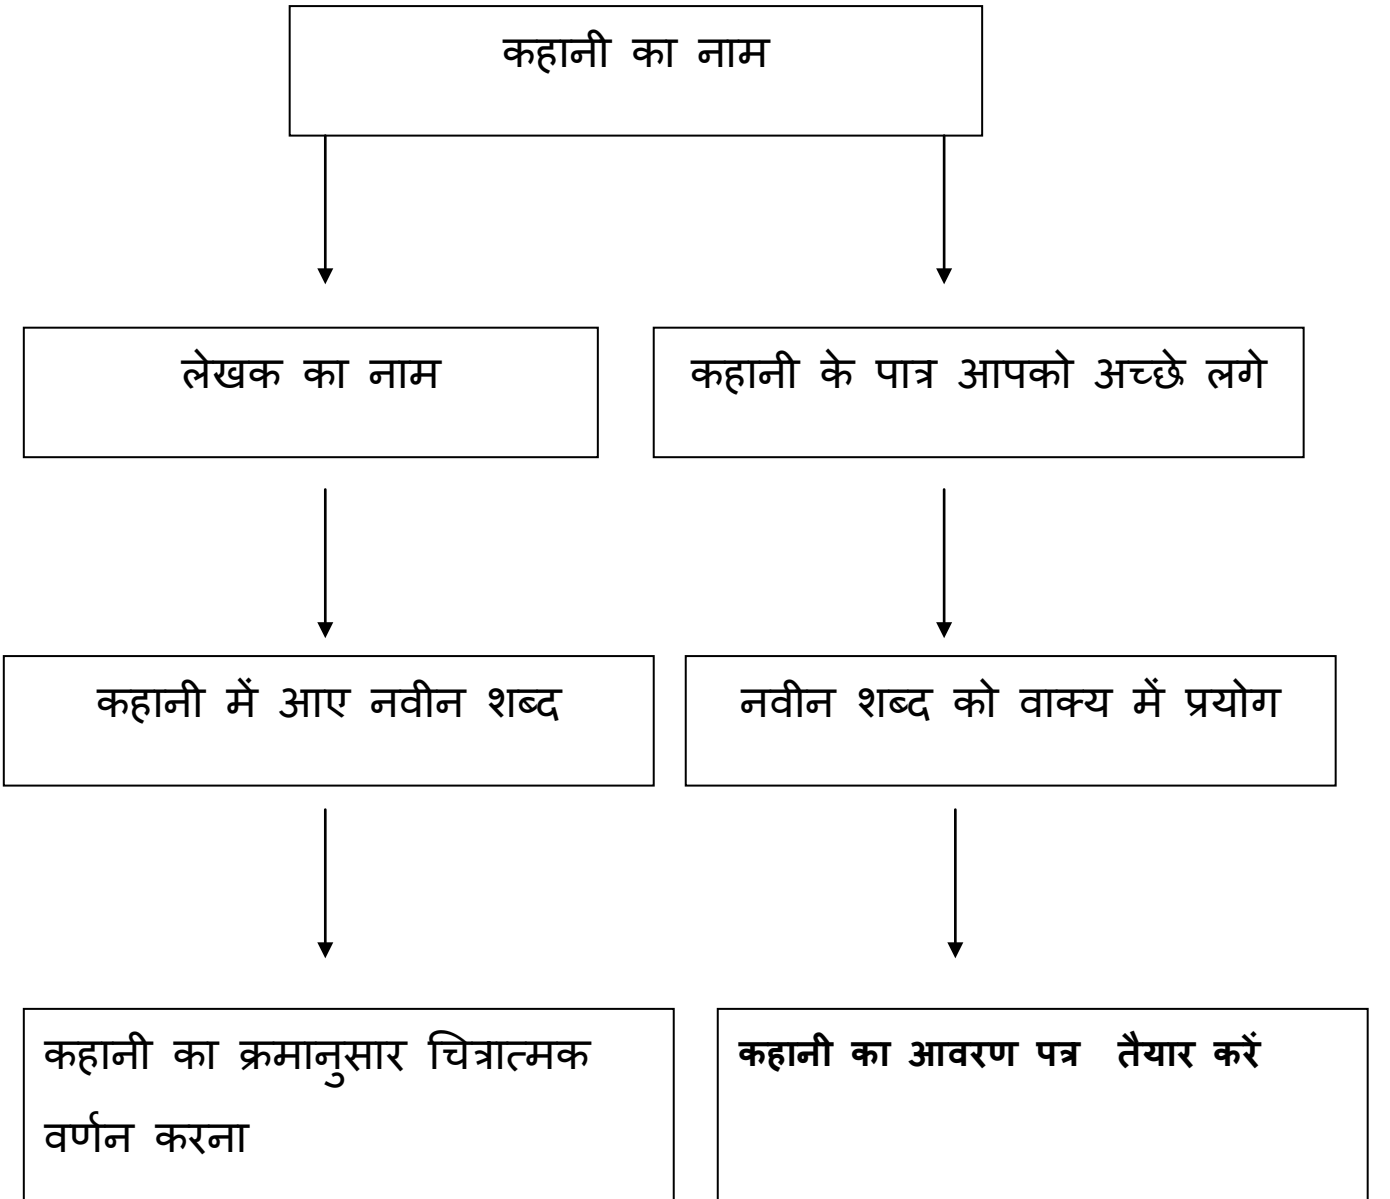 कहानी का नाम
लेखक का नाम
कहानी के पात्र आपको अच्छे लगे
कहानी में आए नवीन शब्द
नवीन शब्द को वाक्य में प्रयोग
कहानी का क्रमानुसार चित्रात्मक
वर्णन करना
कहानी का आवरण पत्र तैयार करें